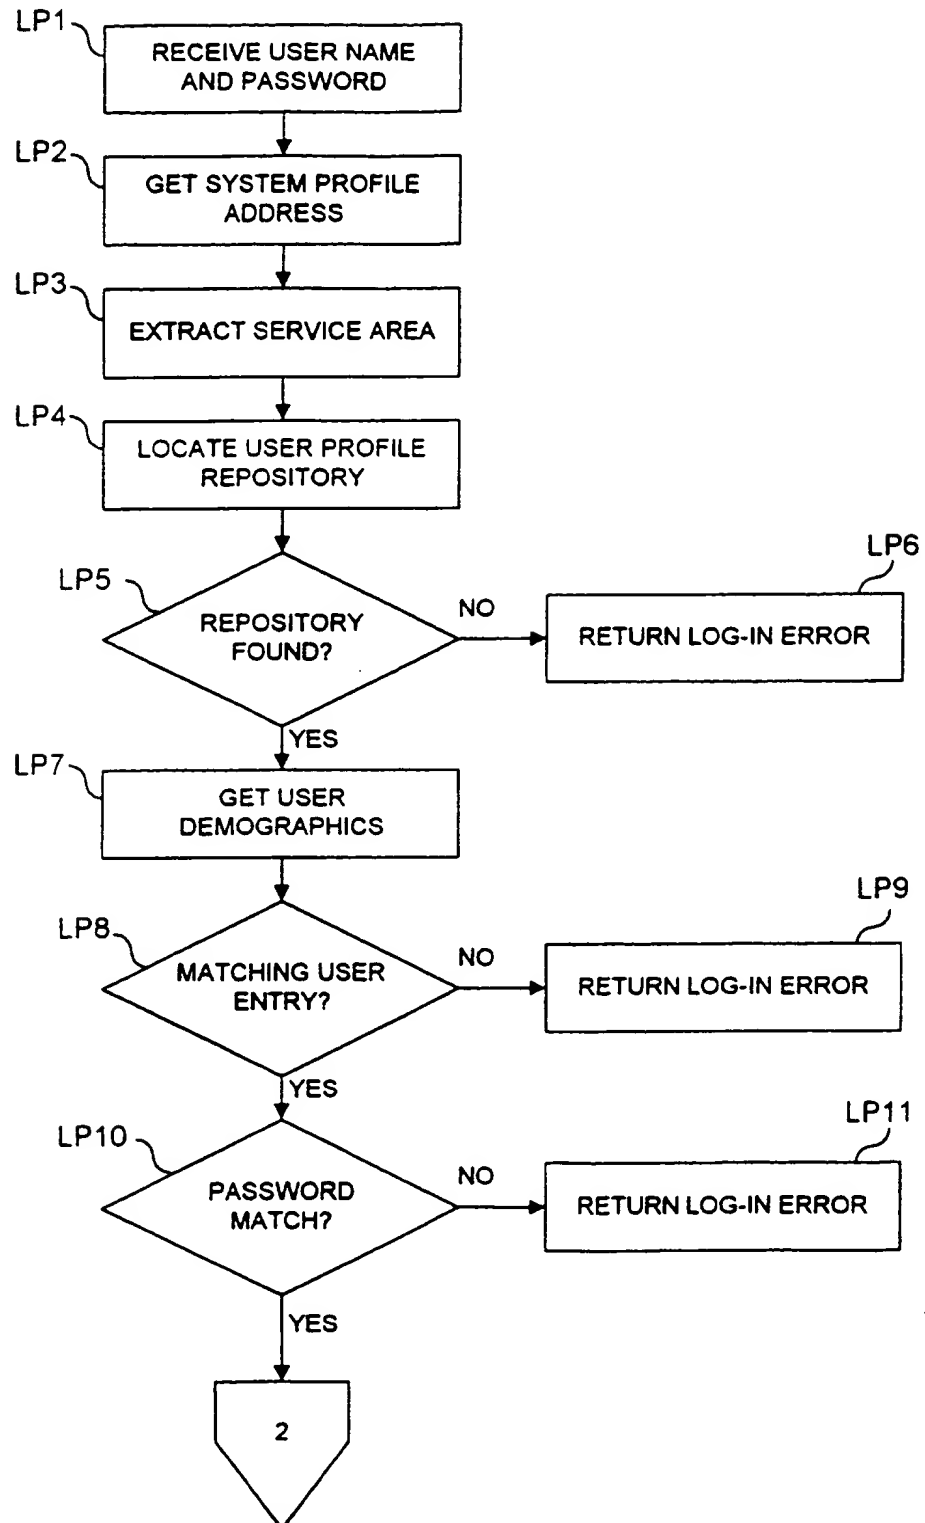 LP1
RECEIVE USER NAME
AND PASSWORD
LP2
GET SYSTEM PROFILE
ADDRESS
LP3
EXTRACT SERVICE AREA
LP4
LOCATE USER PROFILE
REPOSITORY
LP5
REPOSITORY
FOUND?
NO
LP6
RETURN LOG-IN ERROR
YES
LP7
GET USER
DEMOGRAPHICS
LP8
MATCHING USER
ENTRY?
NO
LP9
RETURN LOG-IN ERROR
YES
LP10
PASSWORD
MATCH?
NO
LP11
RETURN LOG-IN ERROR
YES
2